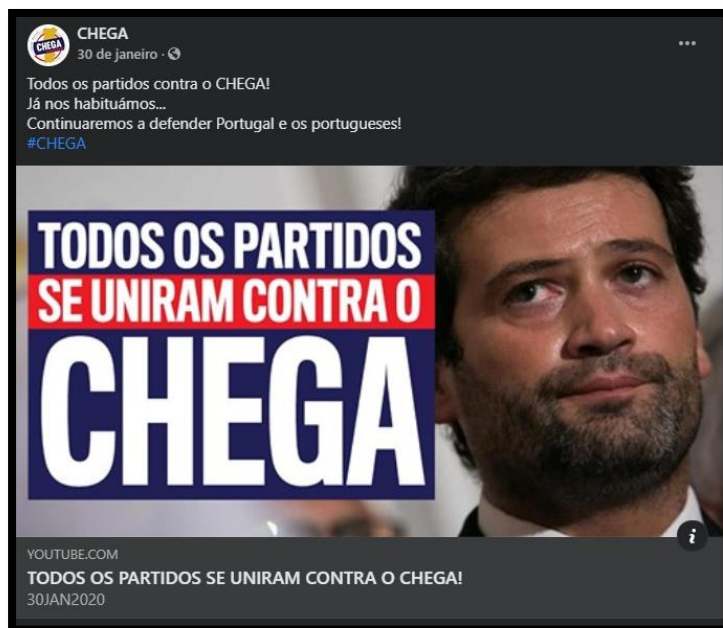 CHEGA
CHEGA
30 de janeiro ·
Todos os partidos contra o CHEGA!
Já nos habituámos...
Continuaremos a defender Portugal e os portugueses!
#CHEGA
TODOS OS PARTIDOS
SE UNIRAM CONTRA O
CHEGA
i
YOUTUBE.COM
TODOS OS PARTIDOS SE UNIRAM CONTRA O CHEGA!
30JAN2020